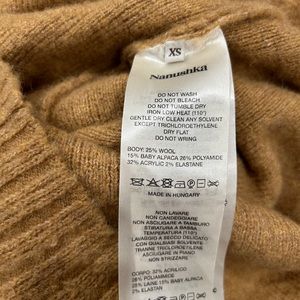 XS
Nanushka
DO NOT WASH
DO NOT BLEACH
DO NOT TUMBLE DRY
IRON LOW HEAT (110°)
GENTLE DRY CLEAN ANY SOLVENT
EXCEPT TRICHLOROETHYLENE
DRY FLAT
DO NOT WRING
BODY: 25% WOOL
15% BABY ALPACA 26% POLYAMIDE
32% ACRYLIC 2% ELASTANE
MADE IN HUNGARY
NON LAVARE
NON CANDEGGIARE
NON ASCIUGARE A TAMBURO
STIRATURA A BASSA
TEMPERATURA (110°)
LAVAGGIO A SECCO DELICATO
CON QUALSIASI SOLVENTE
TRANNE TRICLOROETILENE
ASCIUGARE IN PIANO
NON STRIZZARE
CORPO: 32% ACRILICO
26% POLIAMMIDE
25% LANE 15% BABY ALPACA
2% ELASTAN